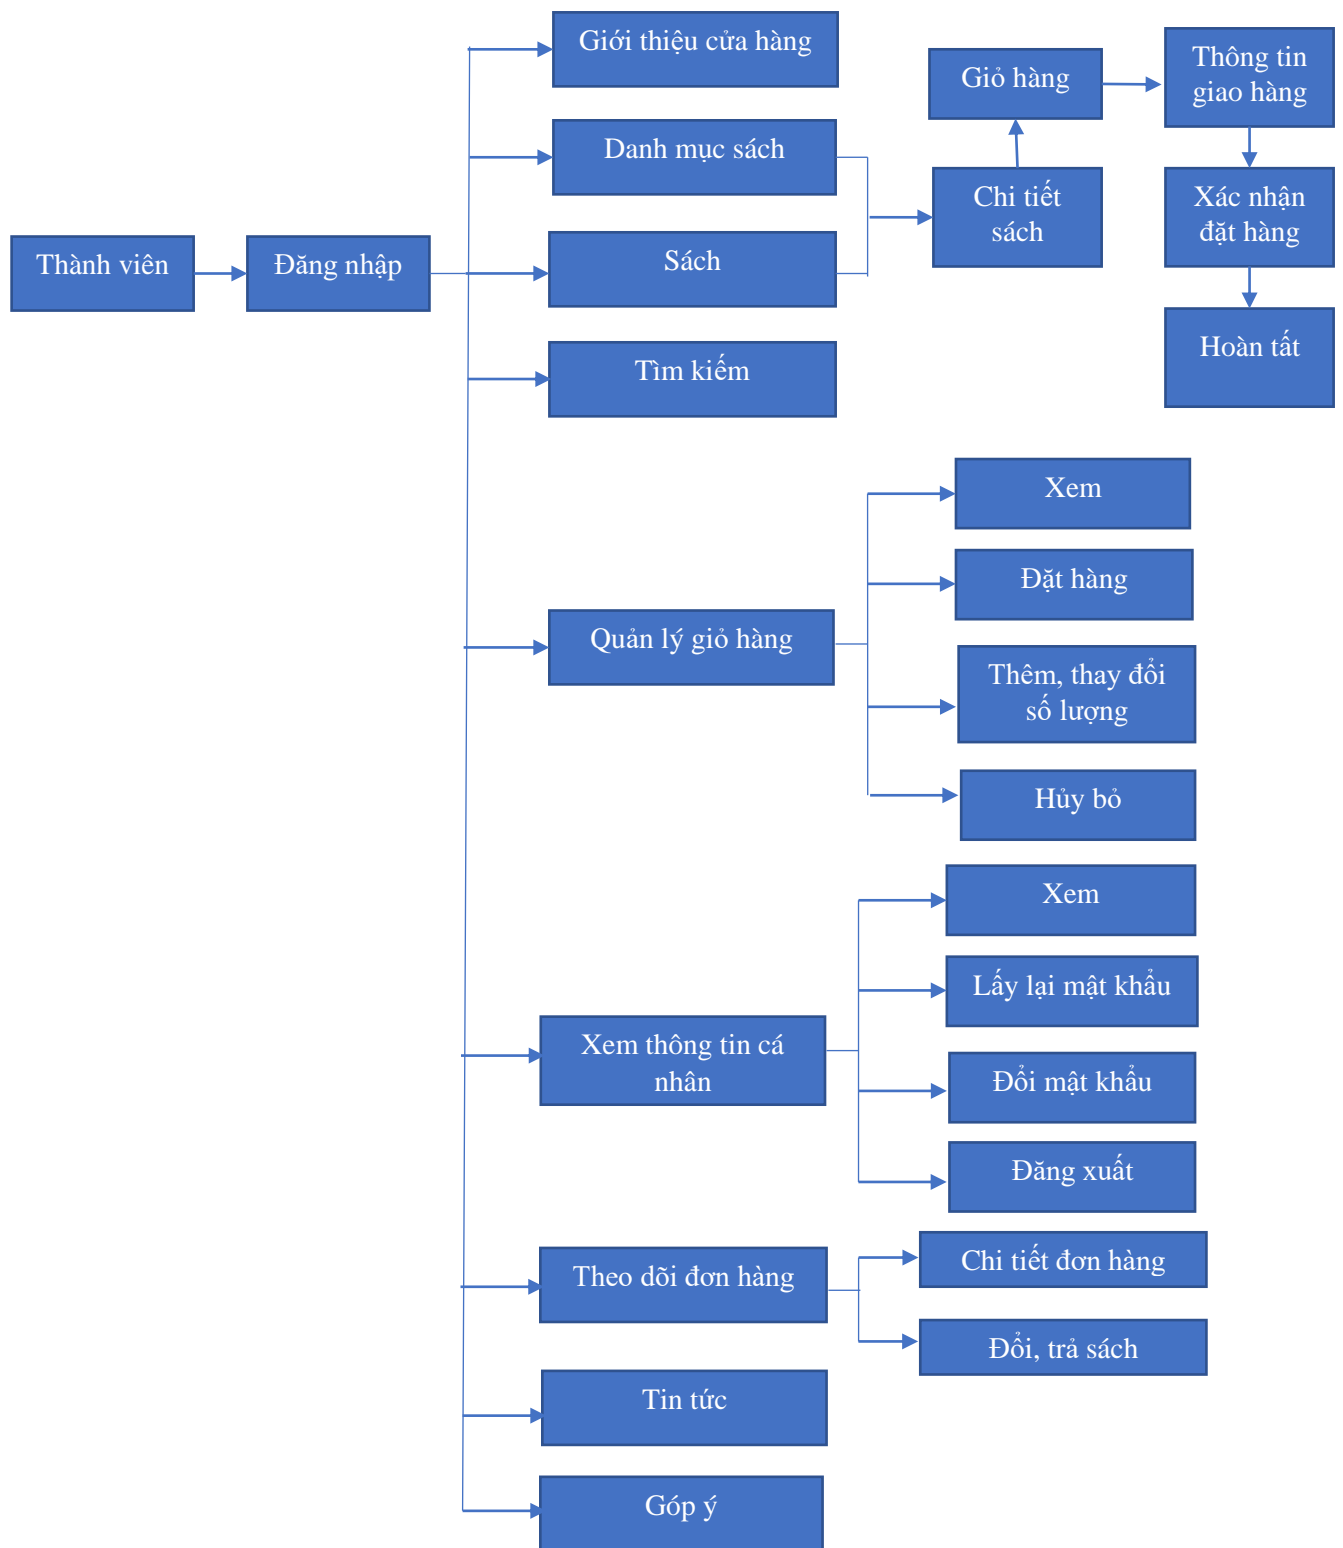 Giới thiệu cửa hàng
Danh mục sách
Sách
Tìm kiếm
Thành viên
Đăng nhập
Giỏ hàng
Thông tin
giao hàng
Chi tiết
sách
Xác nhận
đặt hàng
Hoàn tất
Quản lý giỏ hàng
Xem
Đặt hàng
Thêm, thay đổi
số lượng
Hủy bỏ
Xem thông tin cá
nhân
Xem
Lấy lại mật khẩu
Đổi mật khẩu
Đăng xuất
Theo dõi đơn hàng
Chi tiết đơn hàng
Đổi, trả sách
Tin tức
Góp ý